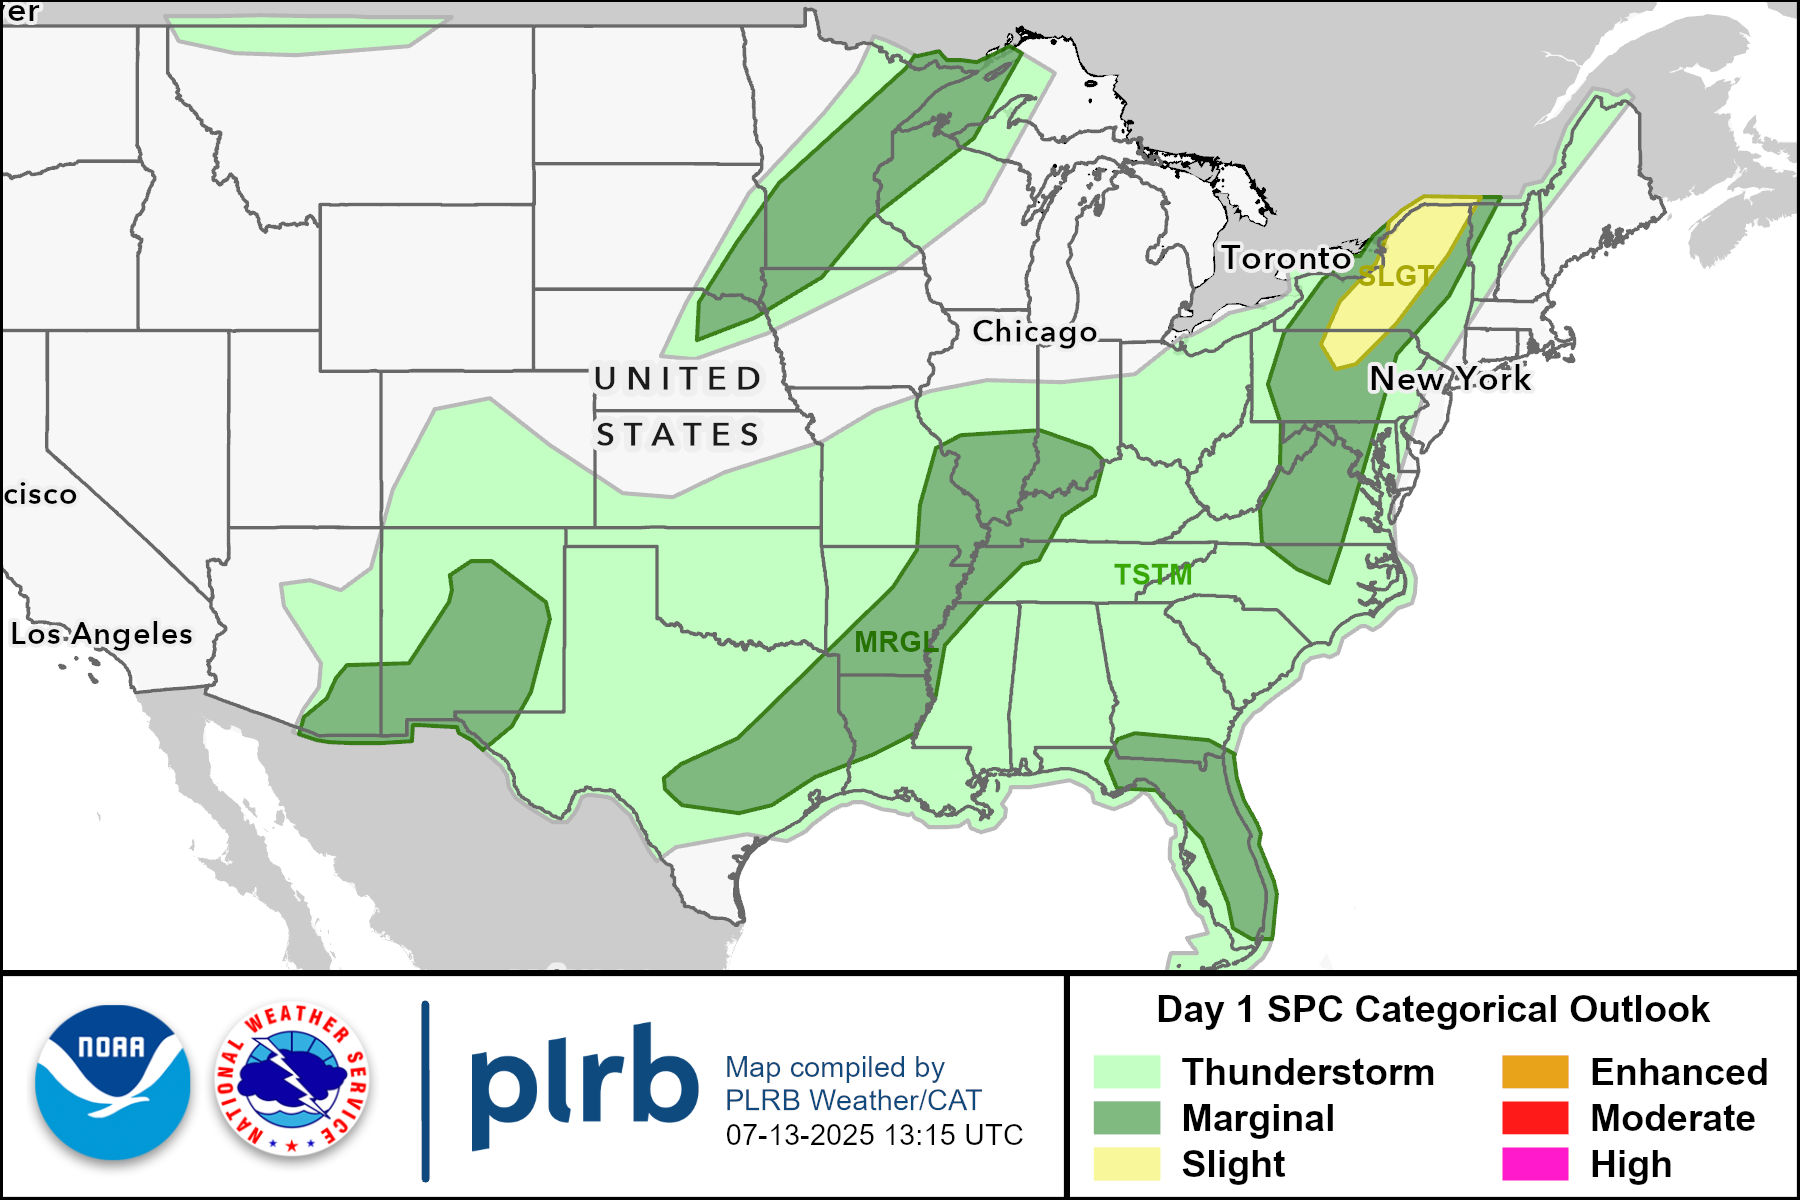 er
Toronto
SLGT
Chicago
UNITED
New York
STATES
cisco
TSTM
Los Angeles
MRGL
NOAA
NATIONAL WEATHER SERVICE
plrb
Map compiled by
PLRB Weather/CAT
07-13-2025 13:15 UTC
Day 1 SPC Categorical Outlook
Thunderstorm
Enhanced
Marginal
Moderate
Slight
High